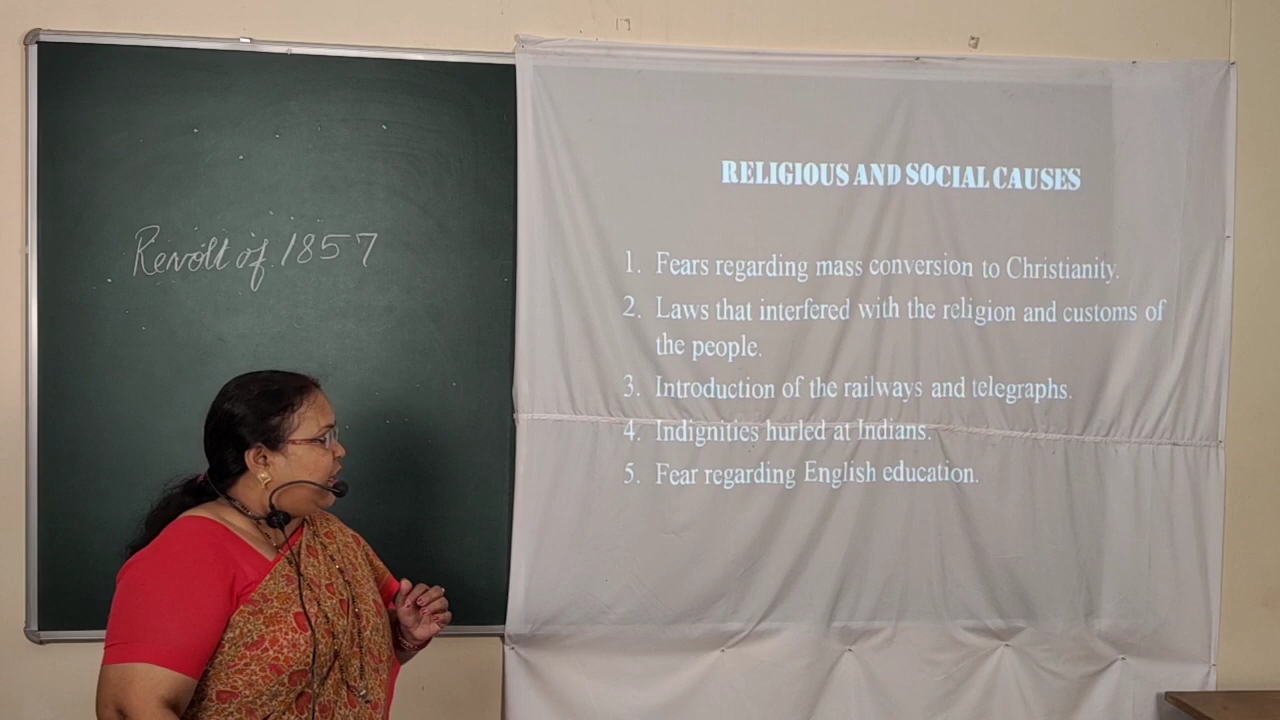 Revolt of 1857
RELIGIOUS AND SOCIAL CAUSES
1. Fears regarding mass conversion to Christianity.
2. Laws that interfered with the religion and customs of
the people.
3. Introduction of the railways and telegraphs.
4. Indignities hurled at Indians.
5. Fear regarding English education.